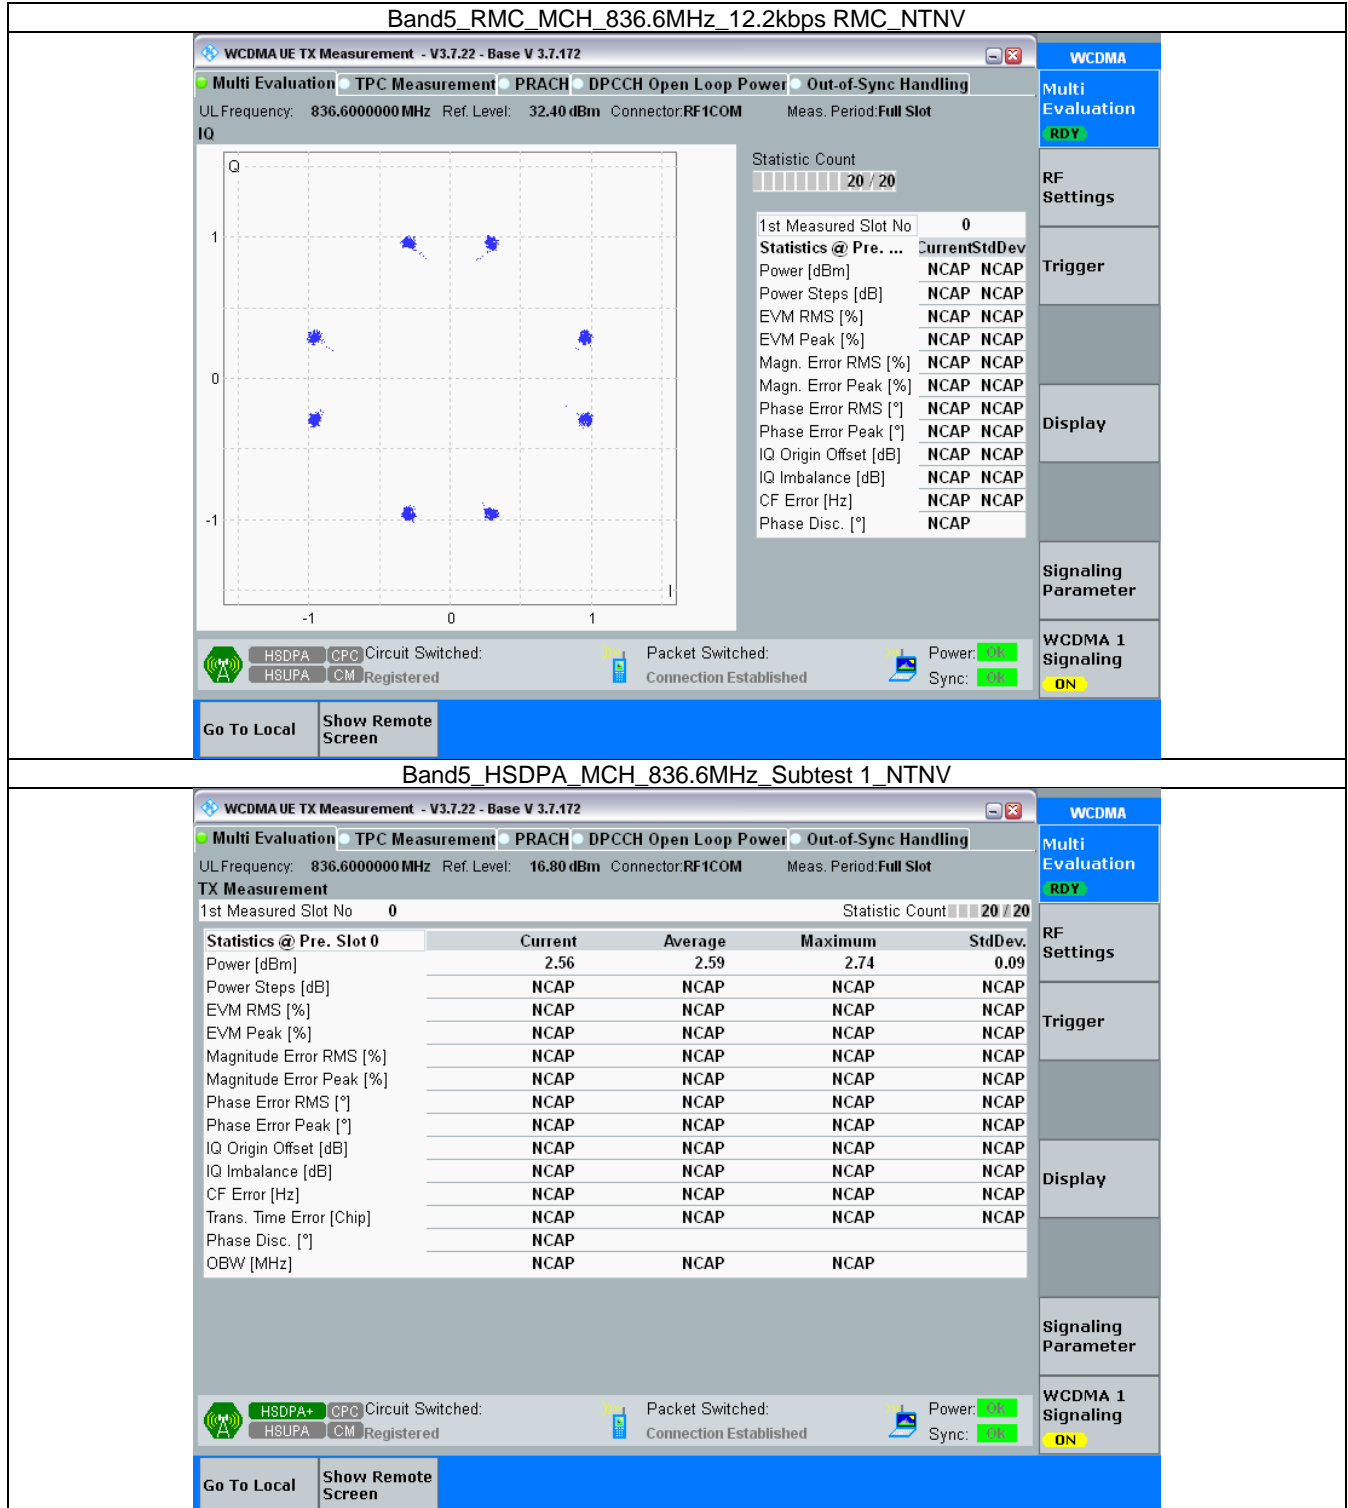 Band5_RMC_MCH_836.6MHz_12.2kbps RMC_NTNV
WCDMA UE TX Measurement - V3.7.22 - Base V 3.7.172
WCDMA
Multi Evaluation TPC Measurement PRACH DPCCH Open Loop Power Out-of-Sync Handling
Multi Evaluation
RDY
UL Frequency: 836.6000000 MHz Ref. Level: 32.40 dBm Connector:RF1COM Meas. Period:Full Slot
IQ
Q
1
0
-1
-1 0 1
I
Statistic Count
20 / 20
1st Measured Slot No 0
Statistics @ Pre. ... CurrentStdDev
Power [dBm] NCAP NCAP
Power Steps [dB] NCAP NCAP
EVM RMS [%] NCAP NCAP
EVM Peak [%] NCAP NCAP
Magn. Error RMS [%] NCAP NCAP
Magn. Error Peak [%] NCAP NCAP
Phase Error RMS [°] NCAP NCAP
Phase Error Peak [°] NCAP NCAP
IQ Origin Offset [dB] NCAP NCAP
IQ Imbalance [dB] NCAP NCAP
CF Error [Hz] NCAP NCAP
Phase Disc. [°] NCAP
RF Settings
Trigger
Display
Signaling Parameter
WCDMA 1 Signaling
ON
HSDPA CPC Circuit Switched: Packet Switched: Power: Ok
HSUPA CM Registered Connection Established Sync: Ok
Go To Local
Show Remote Screen
Band5_HSDPA_MCH_836.6MHz_Subtest 1_NTNV
WCDMA UE TX Measurement - V3.7.22 - Base V 3.7.172
WCDMA
Multi Evaluation TPC Measurement PRACH DPCCH Open Loop Power Out-of-Sync Handling
Multi Evaluation
RDY
UL Frequency: 836.6000000 MHz Ref. Level: 16.80 dBm Connector:RF1COM Meas. Period:Full Slot
TX Measurement
1st Measured Slot No 0 Statistic Count 20 / 20
Statistics @ Pre. Slot 0 Current Average Maximum StdDev.
Power [dBm] 2.56 2.59 2.74 0.09
Power Steps [dB] NCAP NCAP NCAP NCAP
EVM RMS [%] NCAP NCAP NCAP NCAP
EVM Peak [%] NCAP NCAP NCAP NCAP
Magnitude Error RMS [%] NCAP NCAP NCAP NCAP
Magnitude Error Peak [%] NCAP NCAP NCAP NCAP
Phase Error RMS [°] NCAP NCAP NCAP NCAP
Phase Error Peak [°] NCAP NCAP NCAP NCAP
IQ Origin Offset [dB] NCAP NCAP NCAP NCAP
IQ Imbalance [dB] NCAP NCAP NCAP NCAP
CF Error [Hz] NCAP NCAP NCAP NCAP
Trans. Time Error [Chip] NCAP NCAP NCAP NCAP
Phase Disc. [°] NCAP
OBW [MHz] NCAP NCAP NCAP
RF Settings
Trigger
Display
Signaling Parameter
WCDMA 1 Signaling
ON
HSDPA+ CPC Circuit Switched: Packet Switched: Power: Ok
HSUPA CM Registered Connection Established Sync: Ok
Go To Local
Show Remote Screen